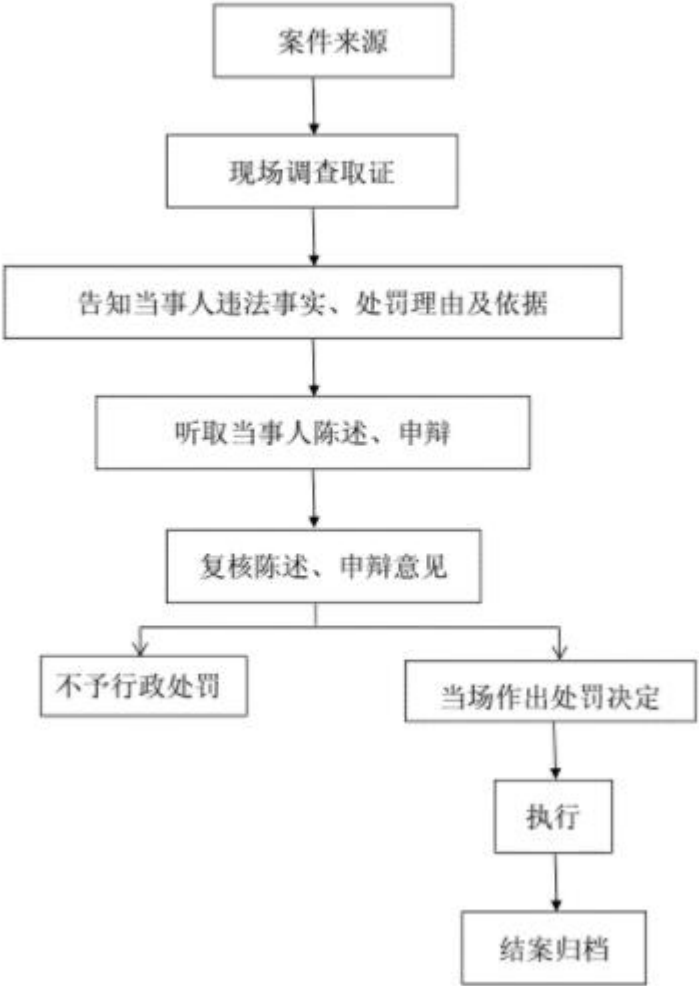 案件来源
现场调查取证
告知当事人违法事实、处罚理由及依据
听取当事人陈述、申辩
复核陈述、申辩意见
不予行政处罚
当场作出处罚决定
执行
结案归档